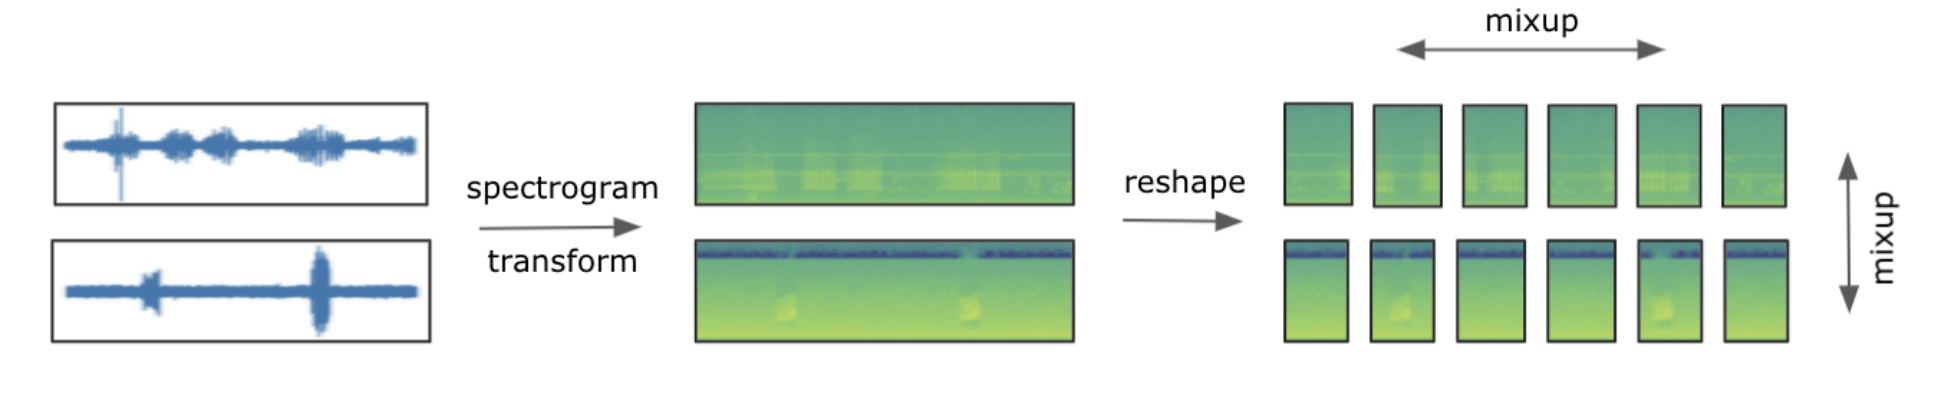 mixup
spectrogram
transform
reshape
mixup